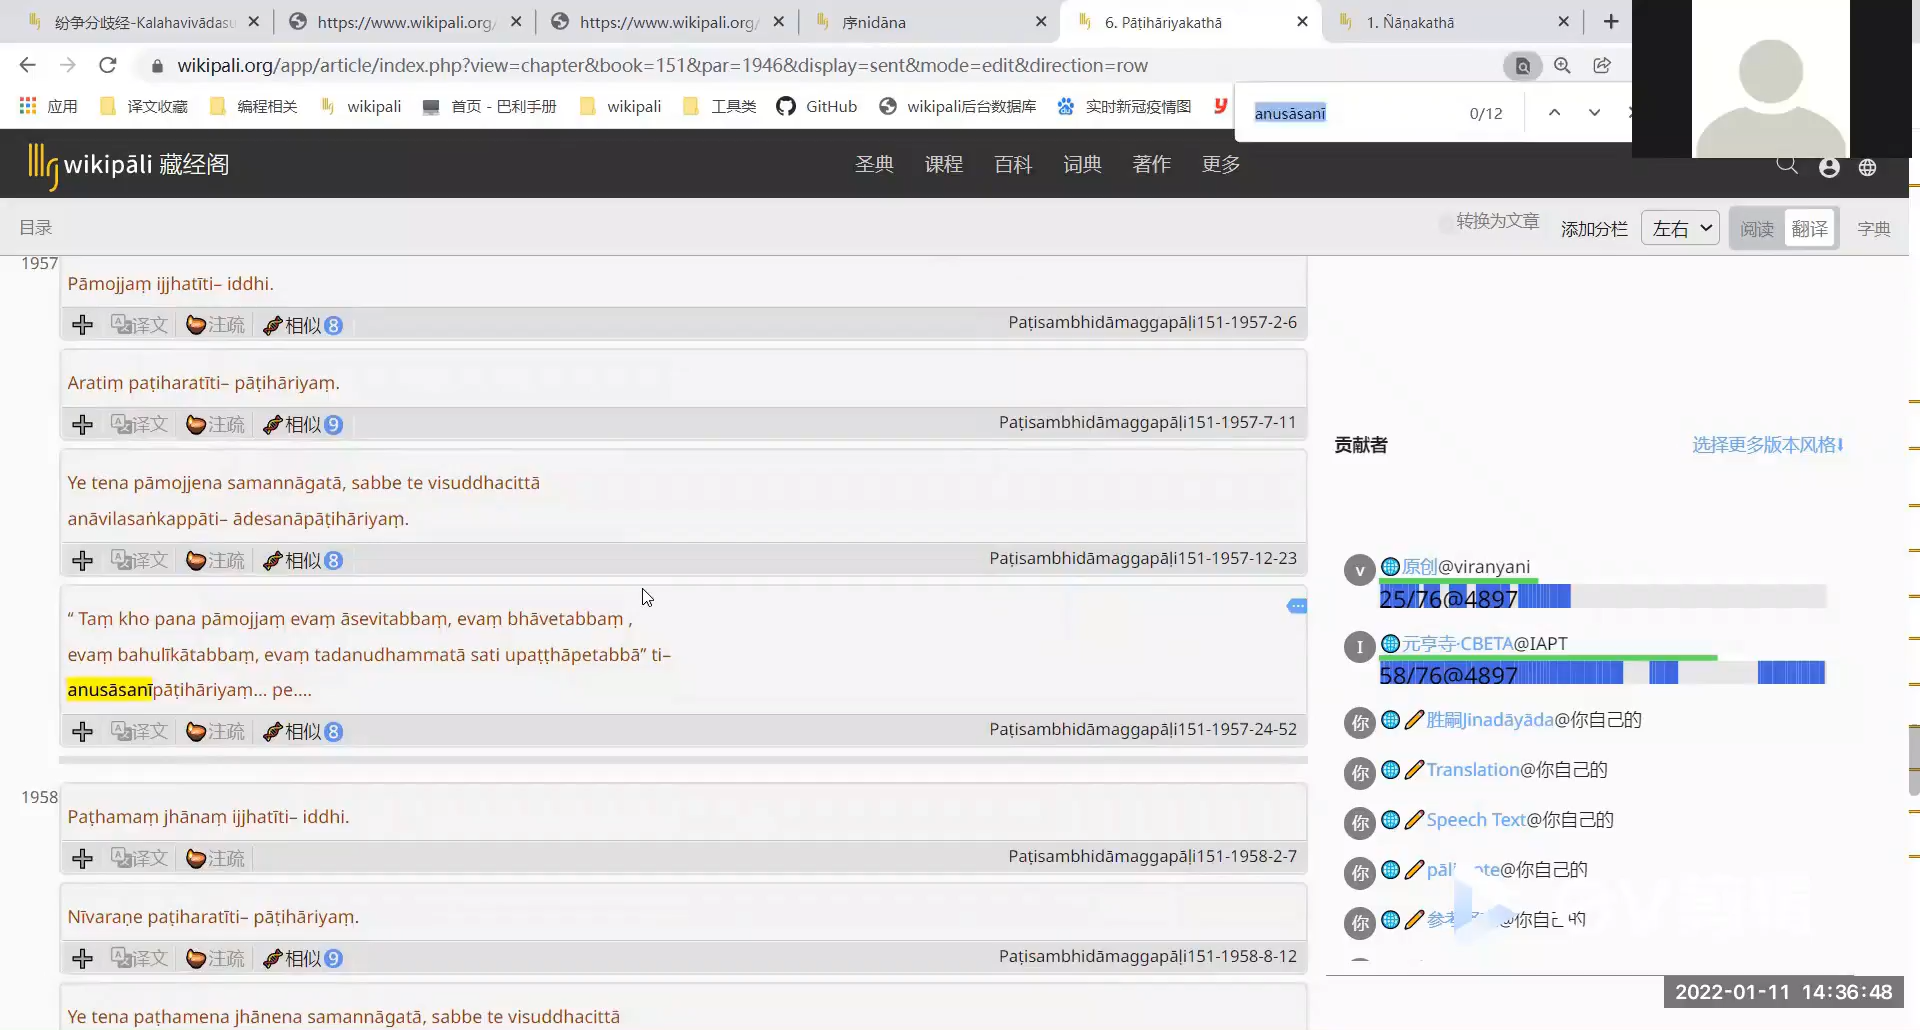 纷争分歧经-Kalahavivādasu
https://www.wikipali.org/
https://www.wikipali.org/
序nidāna
6. Pāṭihāriyakathā
1. Ñāṇakathā
wikipali.org/app/article/index.php?view=chapter&book=151&par=1946&display=sent&mode=edit&direction=row
应用
译文收藏
编程相关
wikipali
首页 - 巴利手册
wikipali
工具类
GitHub
wikipali后台数据库
实时新冠疫情图
anusāsanī
0/12
wikipāli 藏经阁
圣典 课程 百科 词典 著作 更多
目录
转换为文章 添加分栏 左右 阅读 翻译 字典
1957
Pāmojjaṃ ijjhatīti– iddhi.
译文 注疏 相似 8
Paṭisambhidāmaggapāḷi151-1957-2-6
Aratiṃ paṭiharatīti– pāṭihāriyaṃ.
译文 注疏 相似 9
Paṭisambhidāmaggapāḷi151-1957-7-11
Ye tena pāmojjena samannāgatā, sabbe te visuddhacittā
anāvilasaṅkappāti– ādesanāpāṭihāriyaṃ.
译文 注疏 相似 8
Paṭisambhidāmaggapāḷi151-1957-12-23
“ Taṃ kho pana pāmojjaṃ evaṃ āsevitabbaṃ, evaṃ bhāvetabbaṃ ,
evaṃ bahulīkātabbaṃ, evaṃ tadanudhammatā sati upaṭṭhāpetabbā” ti–
anusāsanīpāṭihāriyaṃ... pe....
译文 注疏 相似 8
Paṭisambhidāmaggapāḷi151-1957-24-52
1958
Paṭhamaṃ jhānaṃ ijjhatīti– iddhi.
译文 注疏
Paṭisambhidāmaggapāḷi151-1958-2-7
Nīvaraṇe paṭiharatīti– pāṭihāriyaṃ.
译文 注疏 相似 9
Paṭisambhidāmaggapāḷi151-1958-8-12
Ye tena paṭhamena jhānena samannāgatā, sabbe te visuddhacittā
贡献者
选择更多版本风格
v 原创@viranyani
25/76@4897
I 元亨寺·CBETA@IAPT
58/76@4897
你 胜嗣Jinadāyāda@你自己的
你 Translation@你自己的
你 Speech Text@你自己的
你 @你自己的
你 @你自己的
2022-01-11 14:36:48